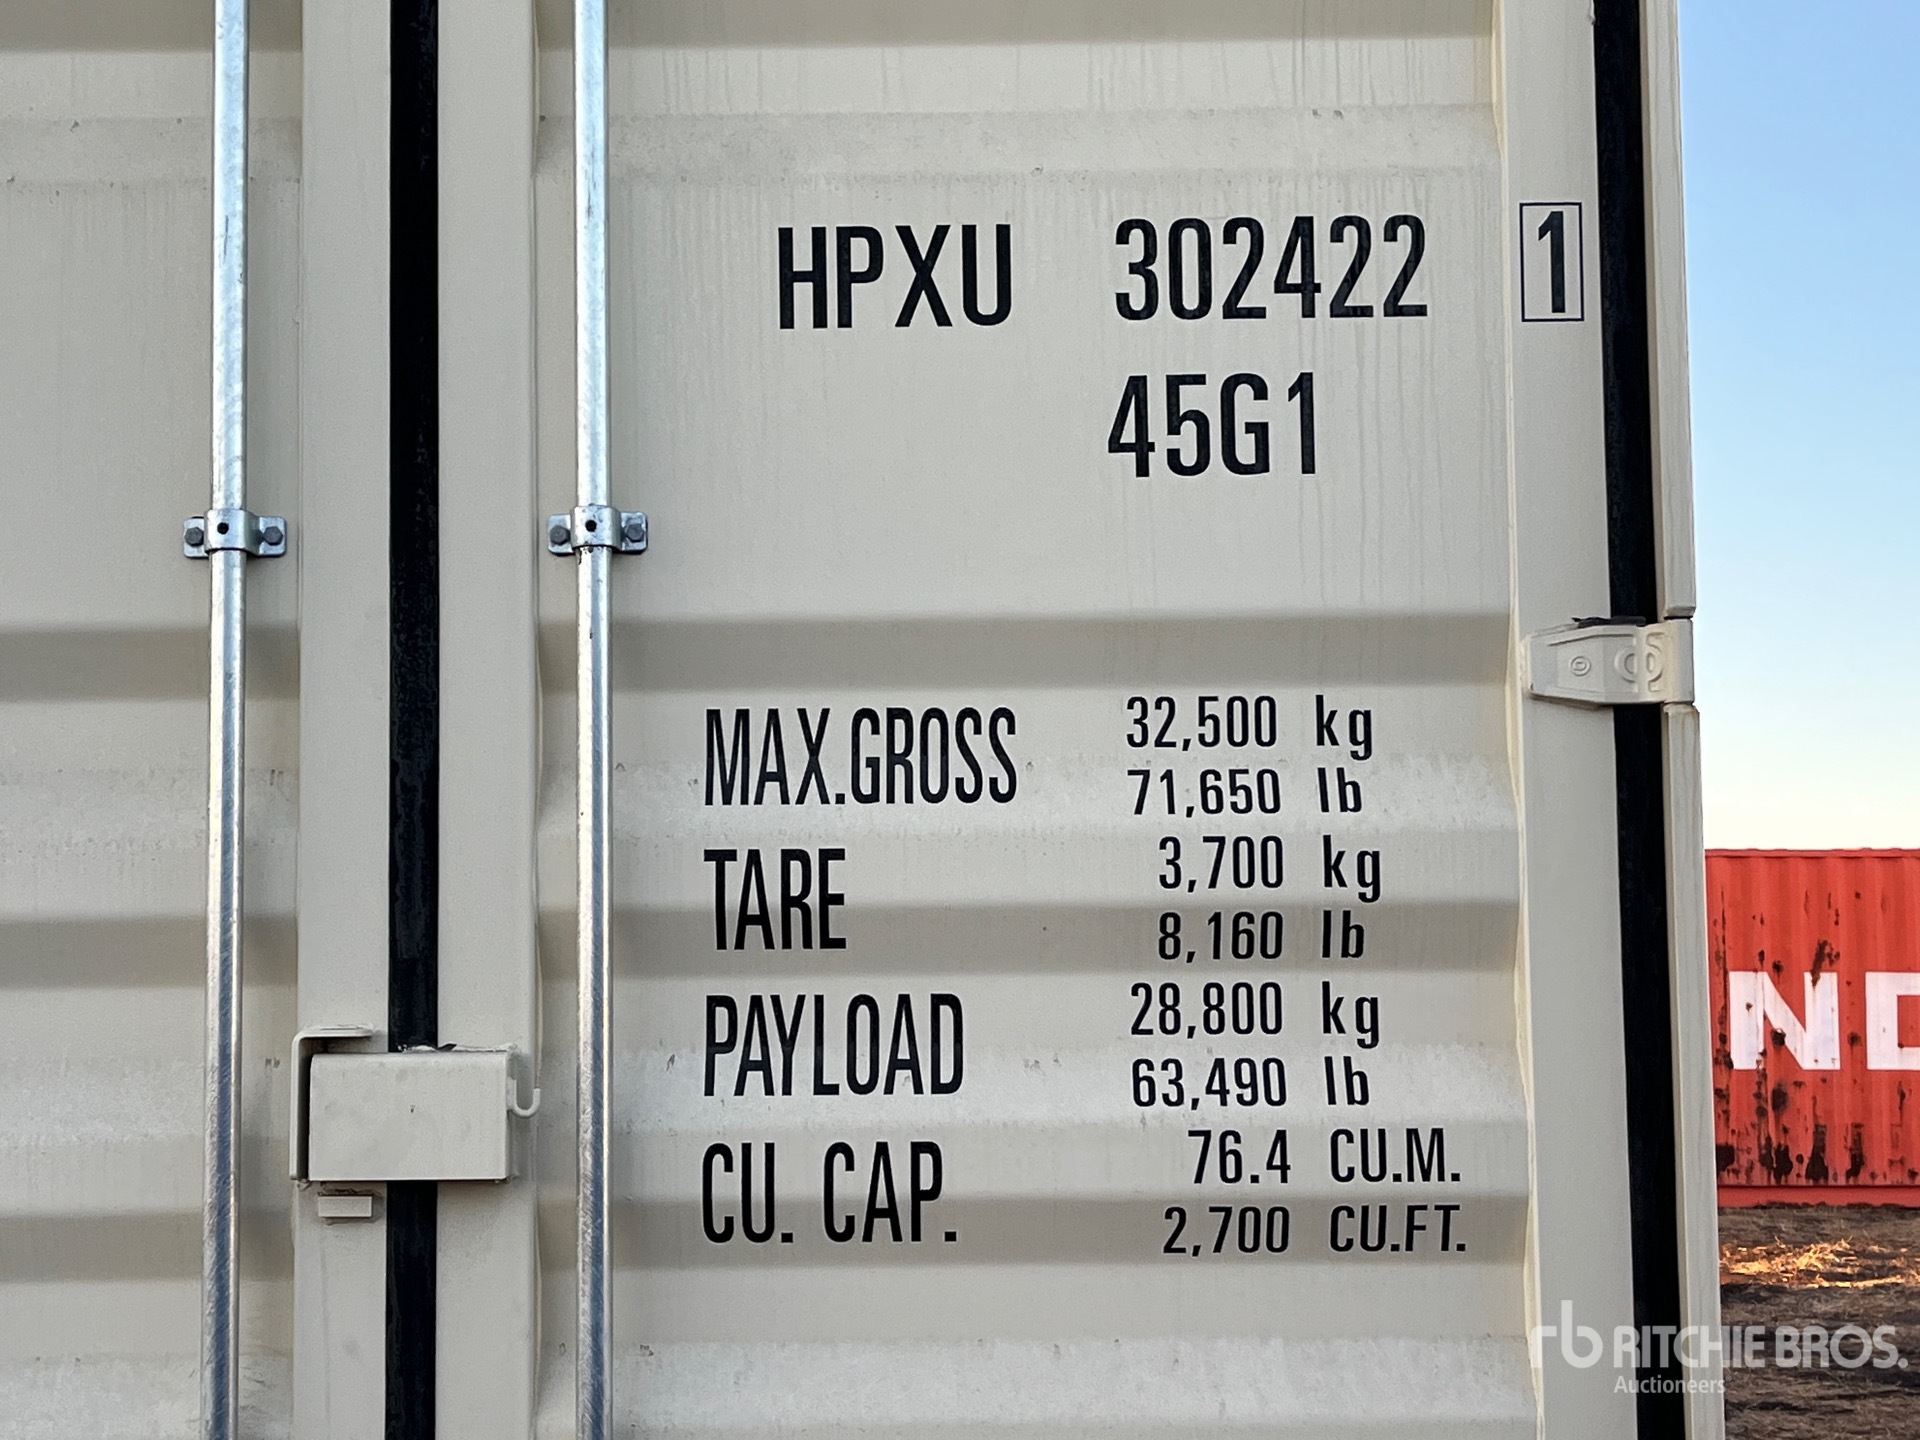 HPXU 302422 1
45G1
MAX.GROSS 32,500 kg
71,650 lb
TARE 3,700 kg
8,160 lb
PAYLOAD 28,800 kg
63,490 lb
CU. CAP. 76.4 CU.M.
2,700 CU.FT.
rb RITCHIE BROS.
Auctioneers